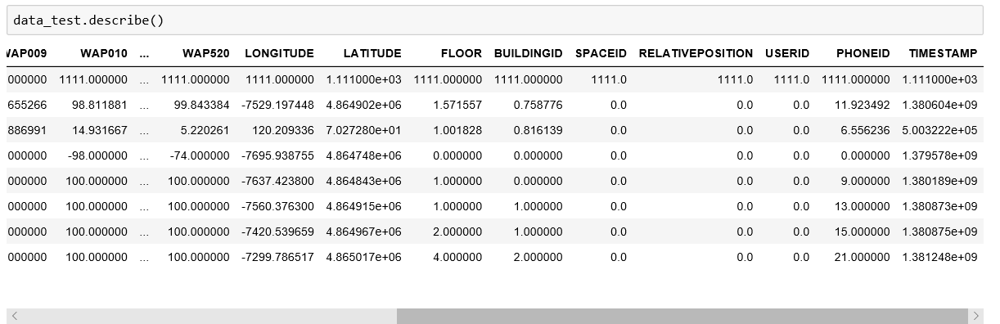 data_test.describe()
WAP009 WAP010 ... WAP520 LONGITUDE LATITUDE FLOOR BUILDINGID SPACEID RELATIVEPOSITION USERID PHONEID TIMESTAMP
000000 1111.000000 ... 1111.000000 1111.000000 1.111000e+03 1111.000000 1111.000000 1111.0 1111.0 1111.0 1111.000000 1.111000e+03
655266 98.811881 ... 99.843384 -7529.197448 4.864902e+06 1.571557 0.758776 0.0 0.0 0.0 11.923492 1.380604e+09
886991 14.931667 ... 5.220261 120.209336 7.027280e+01 1.001828 0.816139 0.0 0.0 0.0 6.556236 5.003222e+05
000000 -98.000000 ... -74.000000 -7695.938755 4.864748e+06 0.000000 0.000000 0.0 0.0 0.0 0.000000 1.379578e+09
000000 100.000000 ... 100.000000 -7637.423800 4.864843e+06 1.000000 0.000000 0.0 0.0 0.0 9.000000 1.380189e+09
000000 100.000000 ... 100.000000 -7560.376300 4.864915e+06 1.000000 1.000000 0.0 0.0 0.0 13.000000 1.380873e+09
000000 100.000000 ... 100.000000 -7420.539659 4.864967e+06 2.000000 1.000000 0.0 0.0 0.0 15.000000 1.380875e+09
000000 100.000000 ... 100.000000 -7299.786517 4.865017e+06 4.000000 2.000000 0.0 0.0 0.0 21.000000 1.381248e+09